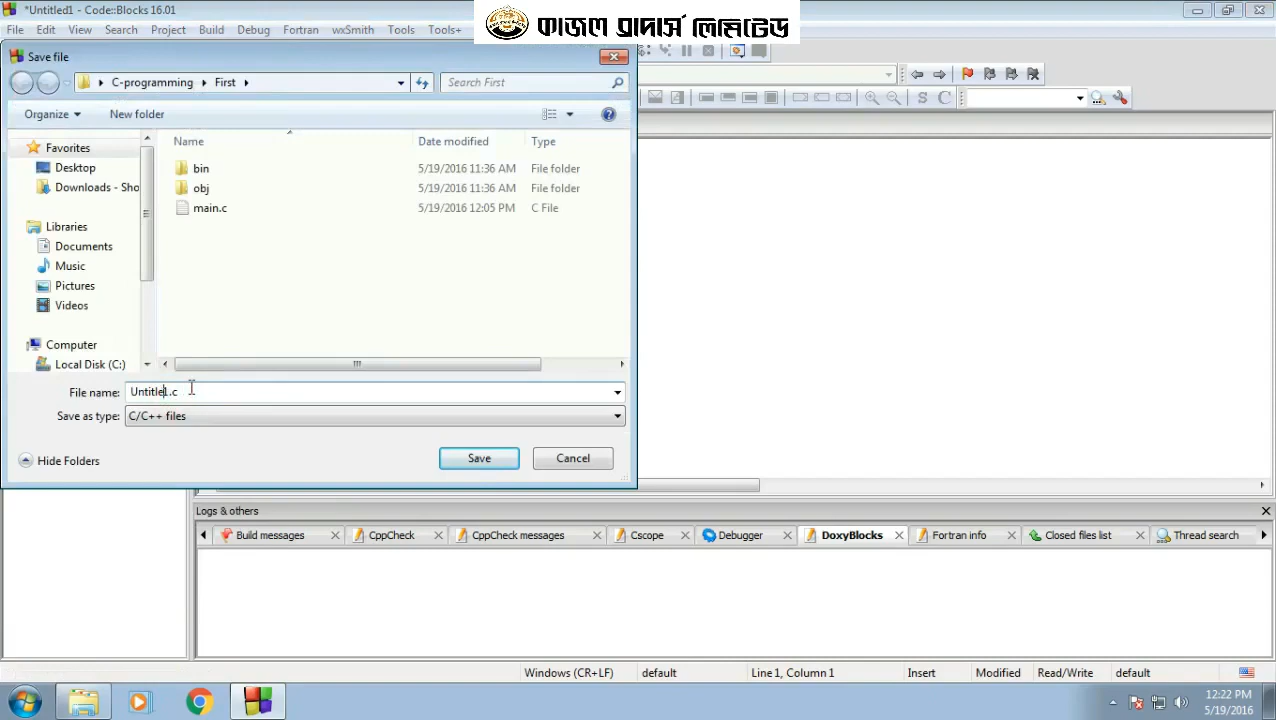 *Untitled1 - Code::Blocks 16.01
কাজল ব্রাদার্স লিমিটেড
File Edit View Search Project Build Debug Fortran wxSmith Tools Tools+
Save file
C-programming First
Search First
Organize New folder
Name Date modified Type
Favorites
Desktop
Downloads - Sho
Libraries
Documents
Music
Pictures
Videos
Computer
Local Disk (C:)
bin 5/19/2016 11:36 AM File folder
obj 5/19/2016 11:36 AM File folder
main.c 5/19/2016 12:05 PM C File
File name: Untitle1.c
Save as type: C/C++ files
Hide Folders Save Cancel
S C
Logs & others
Build messages CppCheck CppCheck messages Cscope Debugger DoxyBlocks Fortran info Closed files list Thread search
Windows (CR+LF) default Line 1, Column 1 Insert Modified Read/Write default
12:22 PM
5/19/2016